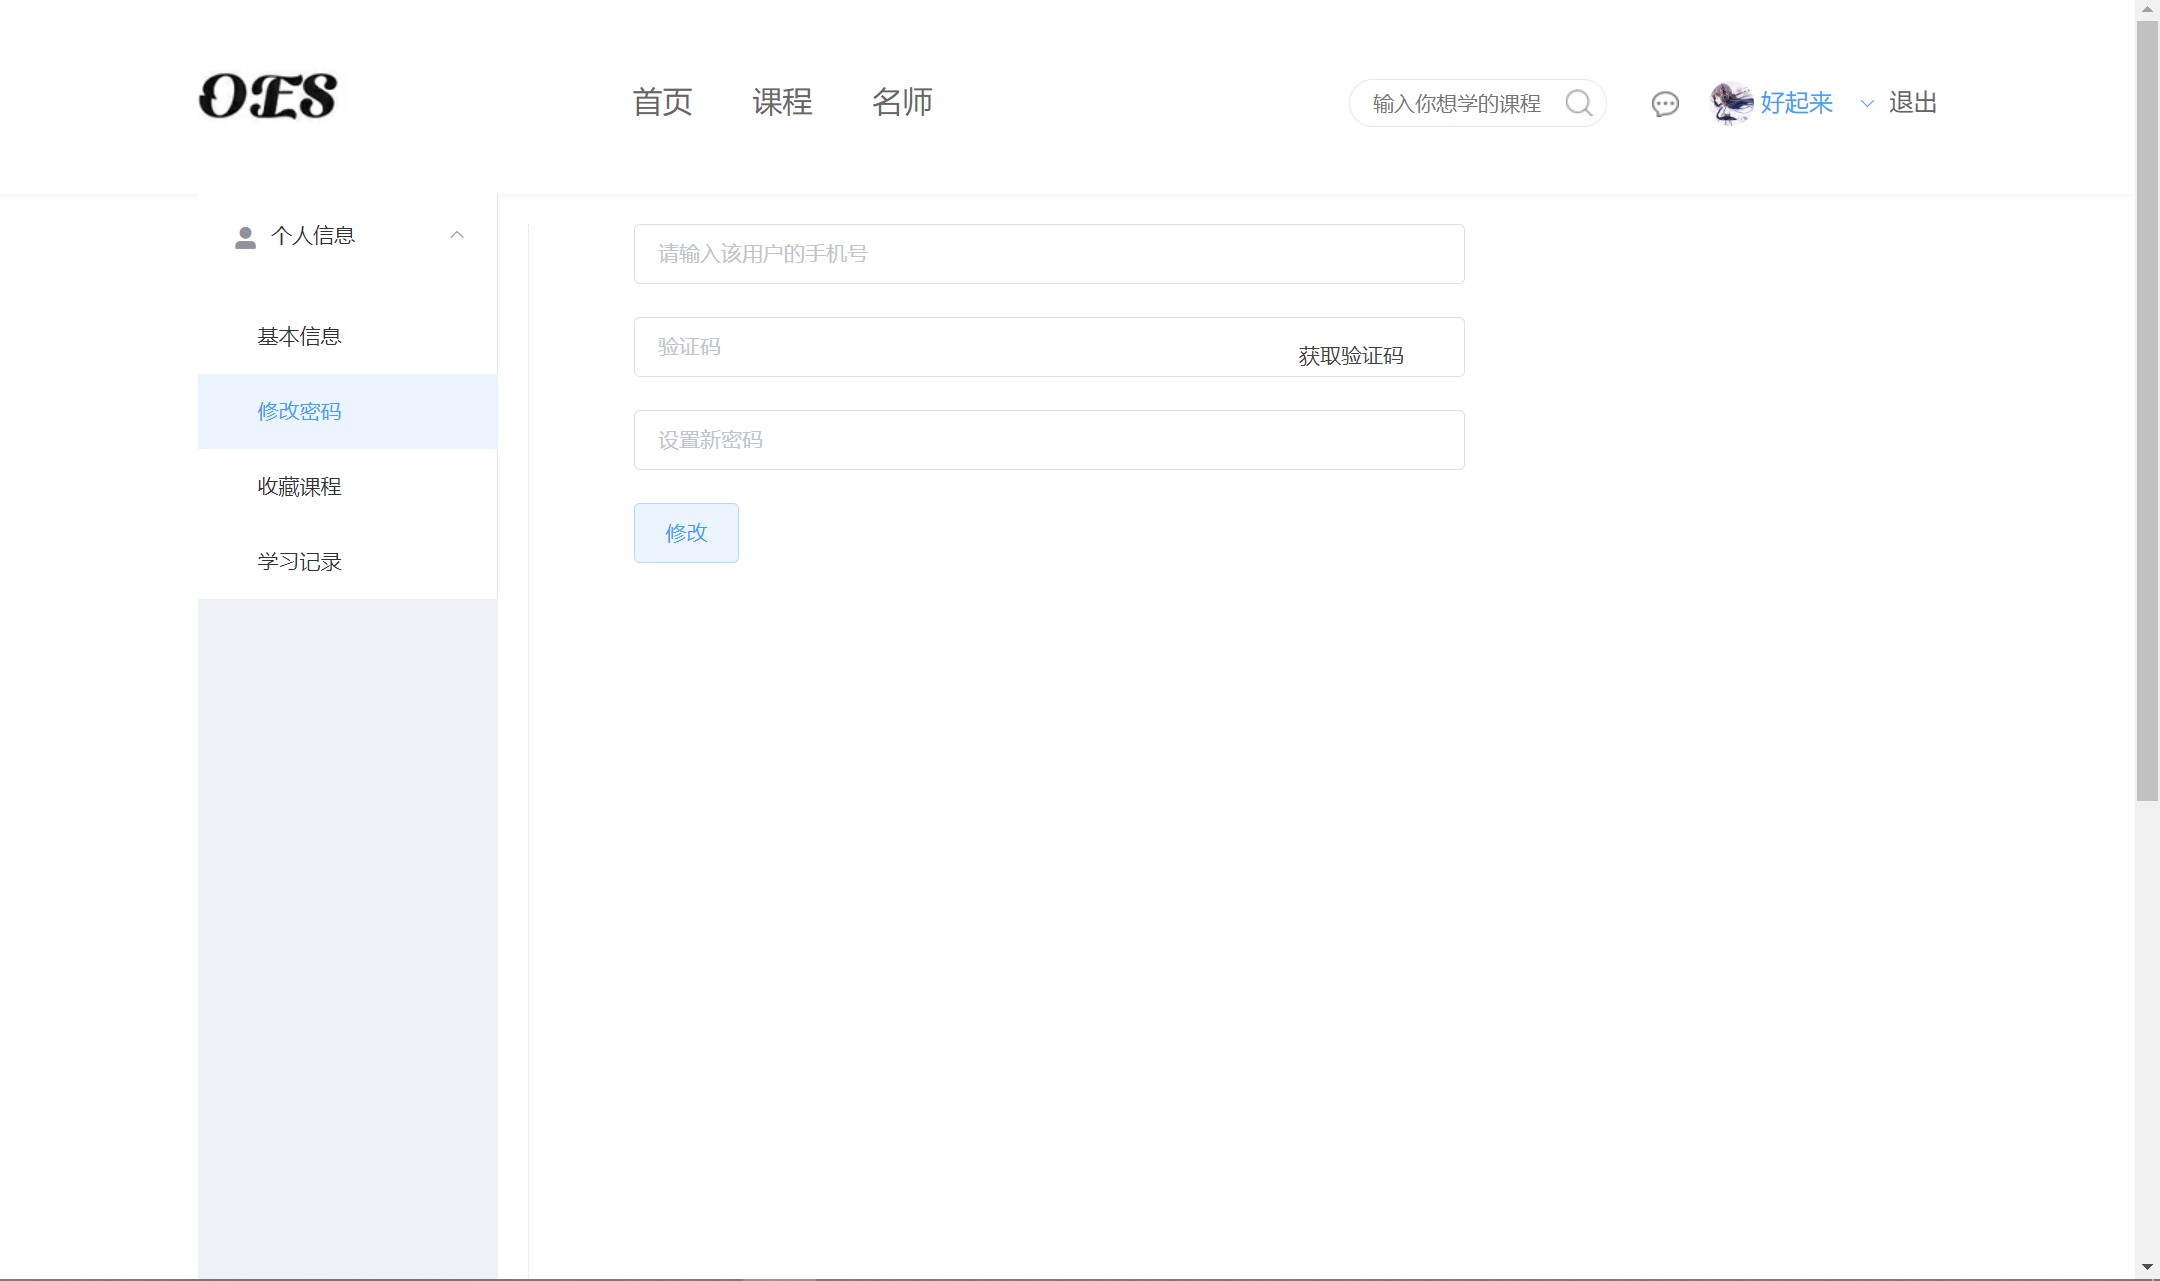 OES
首页
课程
名师
输入你想学的课程
好起来
退出
个人信息
基本信息
修改密码
收藏课程
学习记录
请输入该用户的手机号
验证码
获取验证码
设置新密码
修改